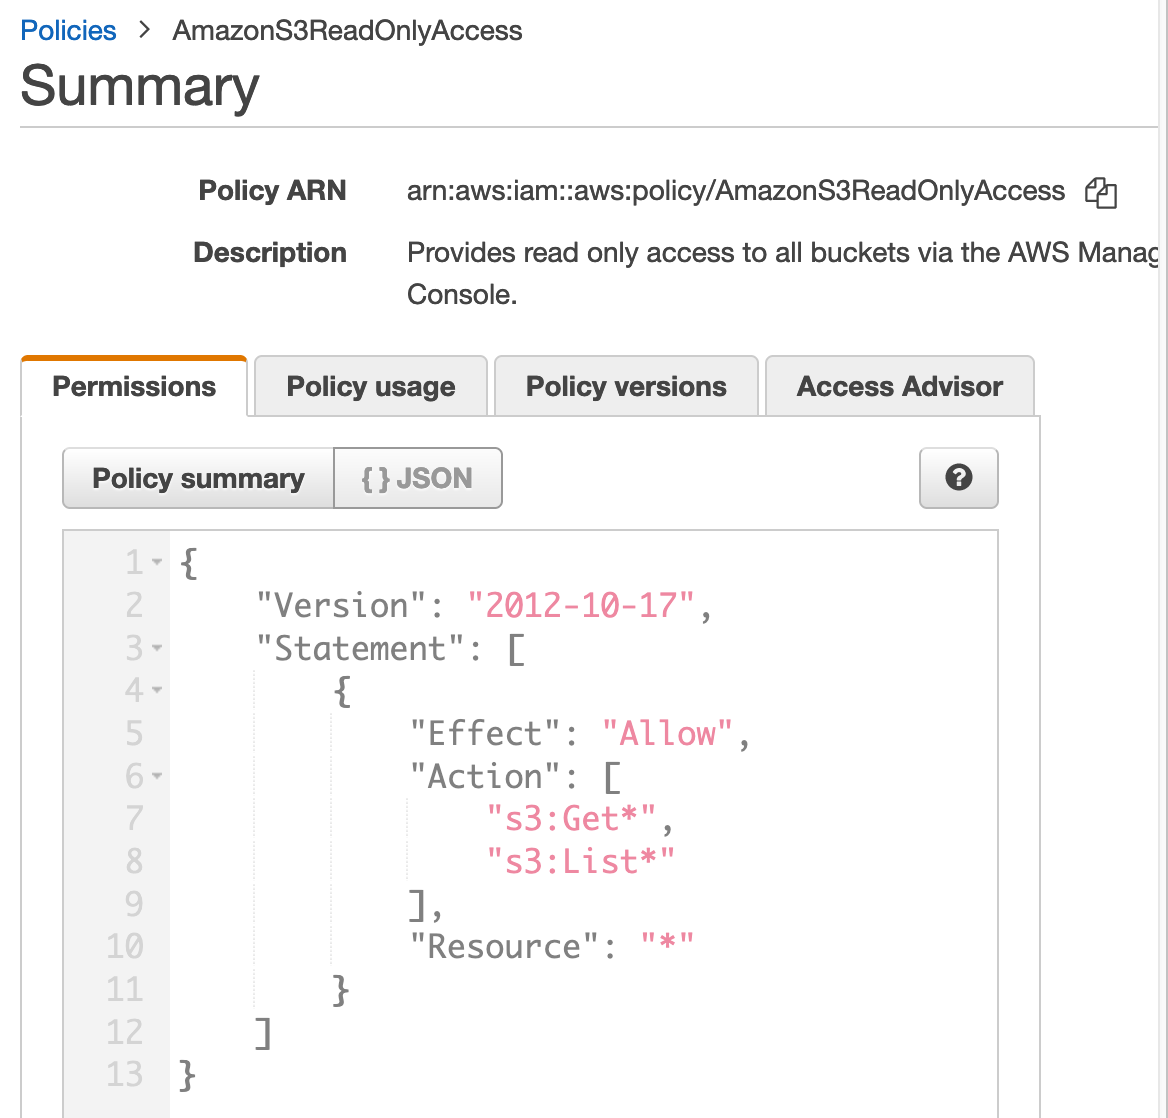 Policies > AmazonS3ReadOnlyAccess
Summary
Policy ARN arn:aws:iam::aws:policy/AmazonS3ReadOnlyAccess
Description Provides read only access to all buckets via the AWS Manag
Console.
Permissions Policy usage Policy versions Access Advisor
Policy summary { } JSON ?
1 {
2 "Version": "2012-10-17",
3 "Statement": [
4 {
5 "Effect": "Allow",
6 "Action": [
7 "s3:Get*",
8 "s3:List*"
9 ],
10 "Resource": "*"
11 }
12 ]
13 }